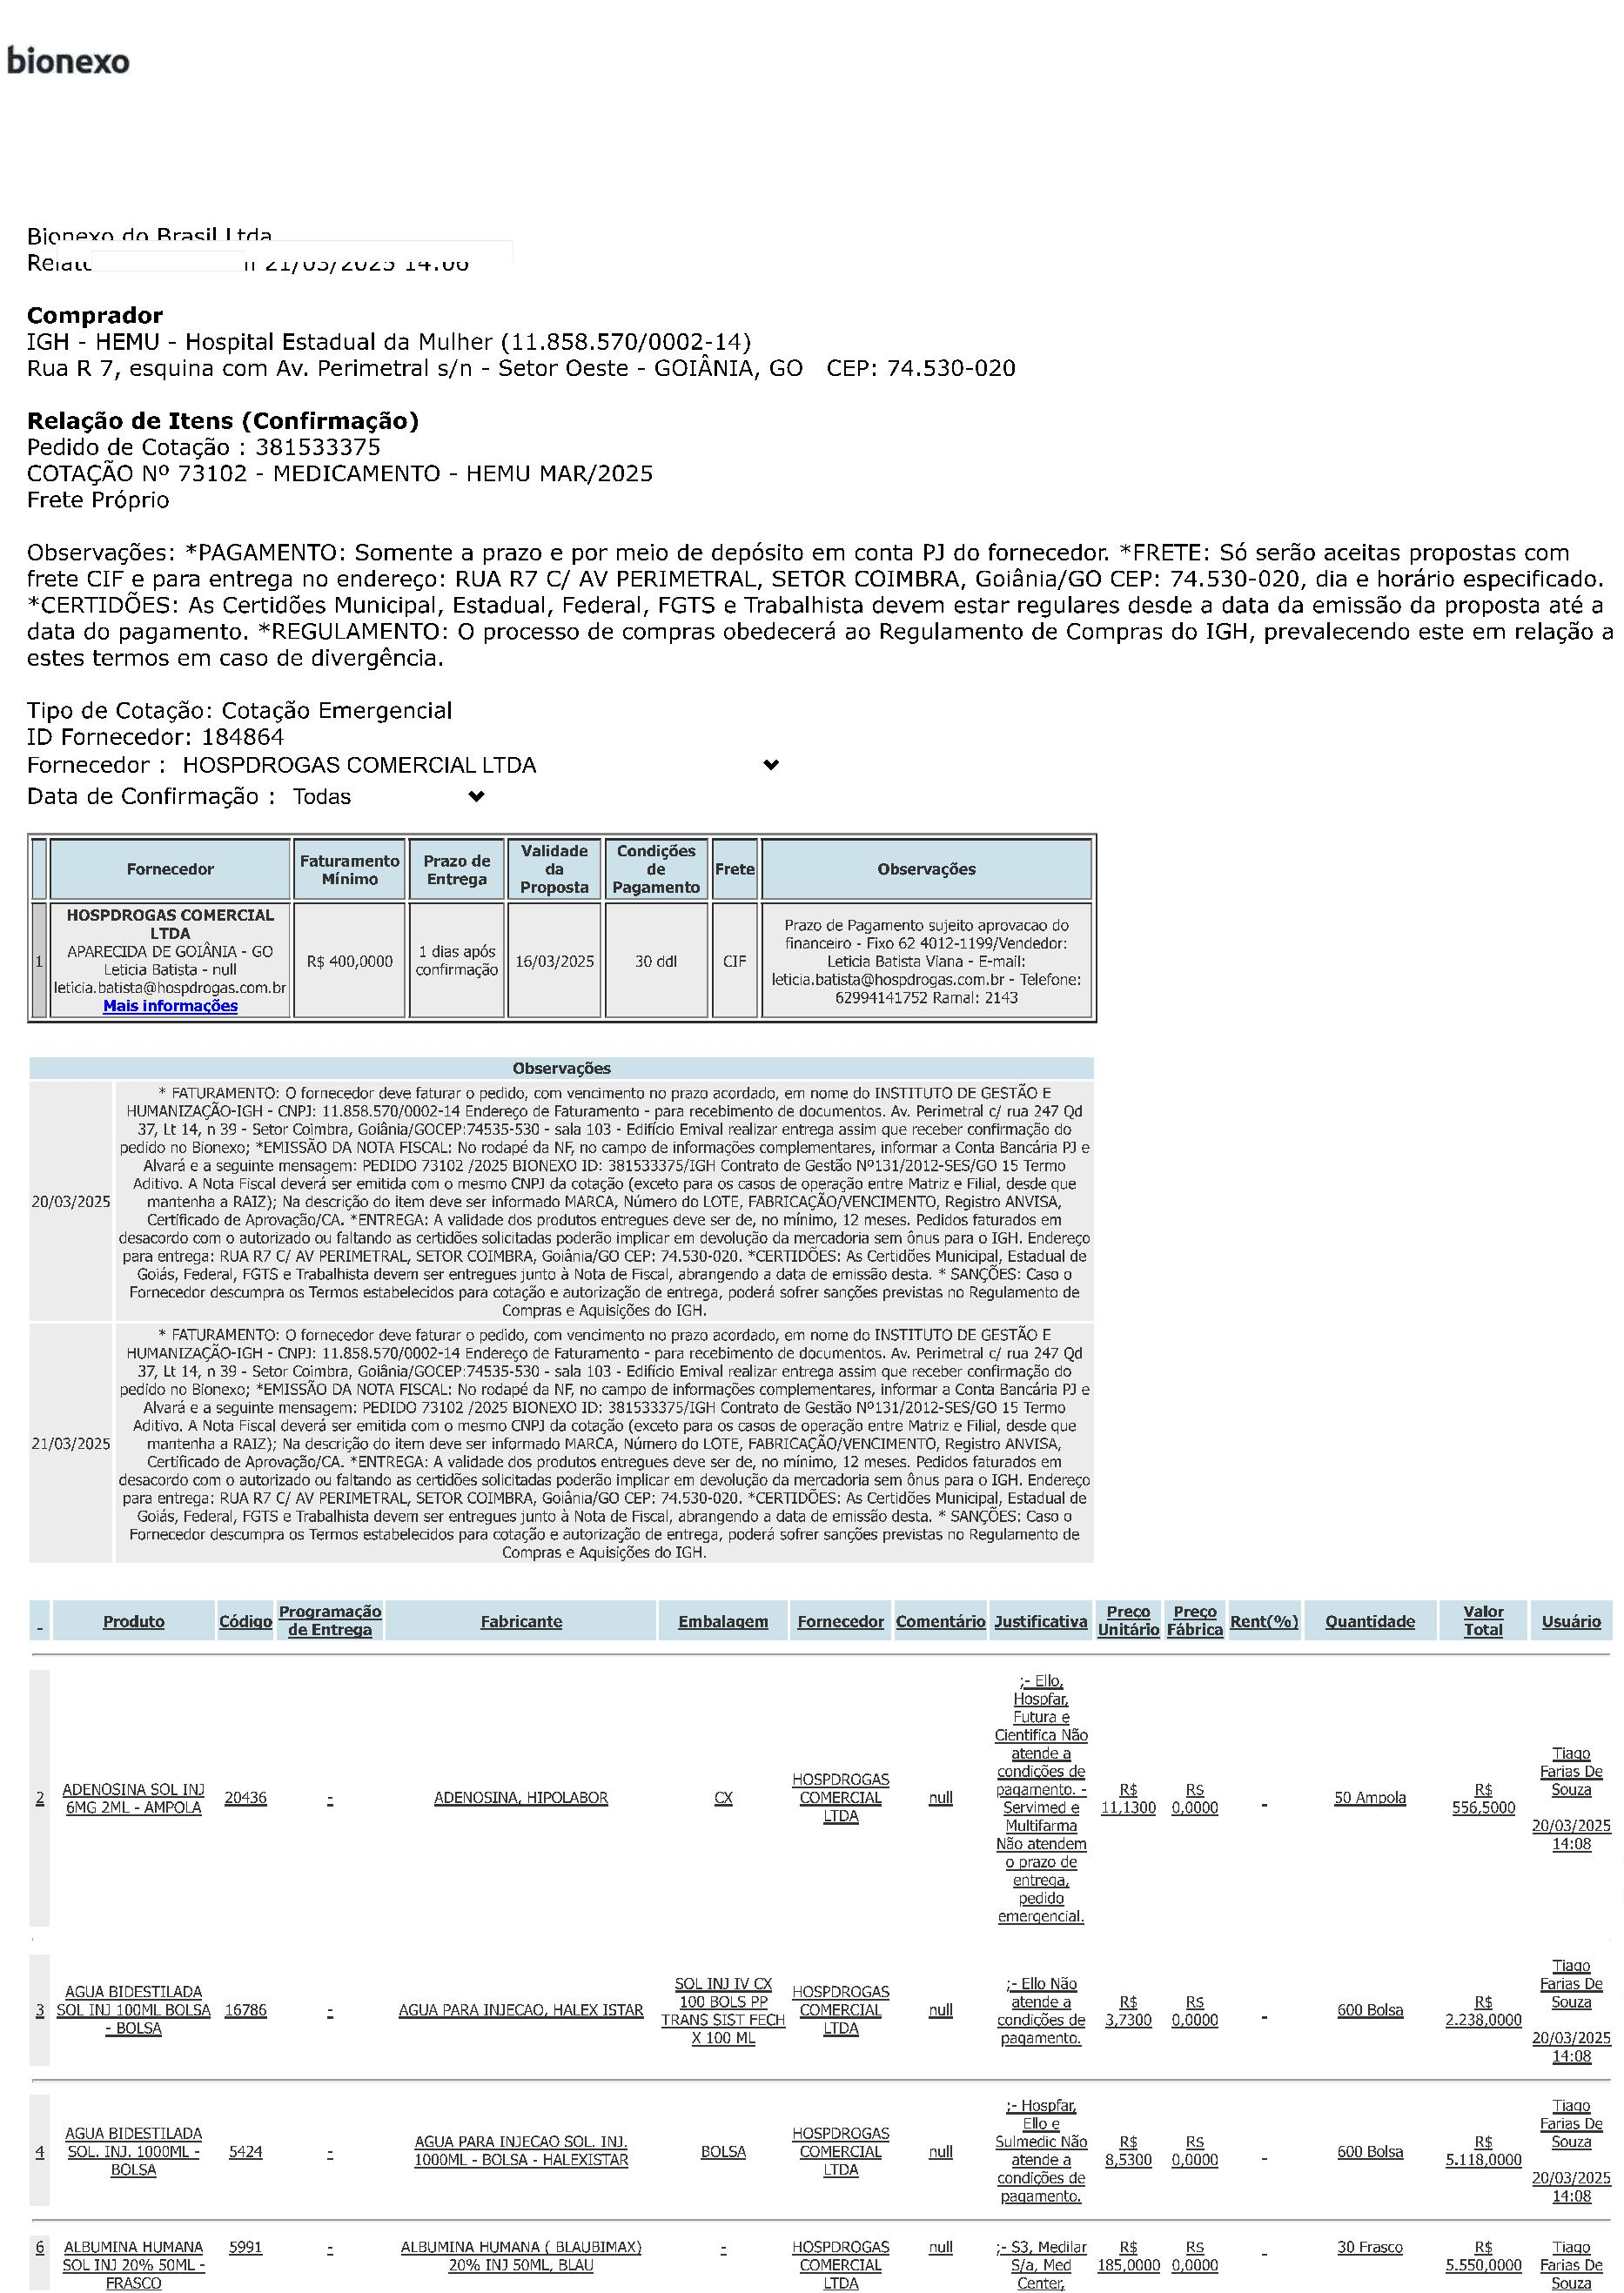 bionexo
Bionexo do Brasil Ltda
21/03/2025 14:06
Comprador
IGH - HEMU - Hospital Estadual da Mulher (11.858.570/0002-14)
Rua R 7, esquina com Av. Perimetral s/n - Setor Oeste - GOIÂNIA, GO CEP: 74.530-020
Relação de Itens (Confirmação)
Pedido de Cotação : 381533375
COTAÇÃO Nº 73102 - MEDICAMENTO - HEMU MAR/2025
Frete Próprio
Observações: *PAGAMENTO: Somente a prazo e por meio de depósito em conta PJ do fornecedor. *FRETE: Só serão aceitas propostas com
frete CIF e para entrega no endereço: RUA R7 C/ AV PERIMETRAL, SETOR COIMBRA, Goiânia/GO CEP: 74.530-020, dia e horário especificado.
*CERTIDÕES: As Certidões Municipal, Estadual, Federal, FGTS e Trabalhista devem estar regulares desde a data da emissão da proposta até a
data do pagamento. *REGULAMENTO: O processo de compras obedecerá ao Regulamento de Compras do IGH, prevalecendo este em relação a
estes termos em caso de divergência.
Tipo de Cotação: Cotação Emergencial
ID Fornecedor: 184864
Fornecedor : HOSPDROGAS COMERCIAL LTDA
Data de Confirmação : Todas
Fornecedor Faturamento Mínimo Prazo de Entrega Validade da Proposta Condições de Pagamento Frete Observações
1
HOSPDROGAS COMERCIAL
LTDA
APARECIDA DE GOIÂNIA - GO
Leticia Batista - null
leticia.batista@hospdrogas.com.br
Mais informações
R$ 400,0000
1 dias após
confirmação
16/03/2025
30 ddl
CIF
Prazo de Pagamento sujeito aprovacao do
financeiro - Fixo 62 4012-1199/Vendedor:
Leticia Batista Viana - E-mail:
leticia.batista@hospdrogas.com.br - Telefone:
62994141752 Ramal: 2143
Observações
20/03/2025
* FATURAMENTO: O fornecedor deve faturar o pedido, com vencimento no prazo acordado, em nome do INSTITUTO DE GESTÃO E
HUMANIZAÇÃO-IGH - CNPJ: 11.858.570/0002-14 Endereço de Faturamento - para recebimento de documentos. Av. Perimetral c/ rua 247 Qd
37, Lt 14, n 39 - Setor Coimbra, Goiânia/GOCEP:74535-530 - sala 103 - Edifício Emival realizar entrega assim que receber confirmação do
pedido no Bionexo; *EMISSÃO DA NOTA FISCAL: No rodapé da NF, no campo de informações complementares, informar a Conta Bancária PJ e
Alvará e a seguinte mensagem: PEDIDO 73102 /2025 BIONEXO ID: 381533375/IGH Contrato de Gestão Nº131/2012-SES/GO 15 Termo
Aditivo. A Nota Fiscal deverá ser emitida com o mesmo CNPJ da cotação (exceto para os casos de operação entre Matriz e Filial, desde que
mantenha a RAIZ); Na descrição do item deve ser informado MARCA, Número do LOTE, FABRICAÇÃO/VENCIMENTO, Registro ANVISA,
Certificado de Aprovação/CA. *ENTREGA: A validade dos produtos entregues deve ser de, no mínimo, 12 meses. Pedidos faturados em
desacordo com o autorizado ou faltando as certidões solicitadas poderão implicar em devolução da mercadoria sem ônus para o IGH. Endereço
para entrega: RUA R7 C/ AV PERIMETRAL, SETOR COIMBRA, Goiânia/GO CEP: 74.530-020. *CERTIDÕES: As Certidões Municipal, Estadual de
Goiás, Federal, FGTS e Trabalhista devem ser entregues junto à Nota de Fiscal, abrangendo a data de emissão desta. * SANÇÕES: Caso o
Fornecedor descumpra os Termos estabelecidos para cotação e autorização de entrega, poderá sofrer sanções previstas no Regulamento de
Compras e Aquisições do IGH.
21/03/2025
* FATURAMENTO: O fornecedor deve faturar o pedido, com vencimento no prazo acordado, em nome do INSTITUTO DE GESTÃO E
HUMANIZAÇÃO-IGH - CNPJ: 11.858.570/0002-14 Endereço de Faturamento - para recebimento de documentos. Av. Perimetral c/ rua 247 Qd
37, Lt 14, n 39 - Setor Coimbra, Goiânia/GOCEP:74535-530 - sala 103 - Edifício Emival realizar entrega assim que receber confirmação do
pedido no Bionexo; *EMISSÃO DA NOTA FISCAL: No rodapé da NF, no campo de informações complementares, informar a Conta Bancária PJ e
Alvará e a seguinte mensagem: PEDIDO 73102 /2025 BIONEXO ID: 381533375/IGH Contrato de Gestão Nº131/2012-SES/GO 15 Termo
Aditivo. A Nota Fiscal deverá ser emitida com o mesmo CNPJ da cotação (exceto para os casos de operação entre Matriz e Filial, desde que
mantenha a RAIZ); Na descrição do item deve ser informado MARCA, Número do LOTE, FABRICAÇÃO/VENCIMENTO, Registro ANVISA,
Certificado de Aprovação/CA. *ENTREGA: A validade dos produtos entregues deve ser de, no mínimo, 12 meses. Pedidos faturados em
desacordo com o autorizado ou faltando as certidões solicitadas poderão implicar em devolução da mercadoria sem ônus para o IGH. Endereço
para entrega: RUA R7 C/ AV PERIMETRAL, SETOR COIMBRA, Goiânia/GO CEP: 74.530-020. *CERTIDÕES: As Certidões Municipal, Estadual de
Goiás, Federal, FGTS e Trabalhista devem ser entregues junto à Nota de Fiscal, abrangendo a data de emissão desta. * SANÇÕES: Caso o
Fornecedor descumpra os Termos estabelecidos para cotação e autorização de entrega, poderá sofrer sanções previstas no Regulamento de
Compras e Aquisições do IGH.
- Produto Código Programação de Entrega Fabricante Embalagem Fornecedor Comentário Justificativa Preço Unitário Preço Fábrica Rent(%) Quantidade Valor Total Usuário
2
ADENOSINA SOL INJ
6MG 2ML - AMPOLA
20436
-
ADENOSINA, HIPOLABOR
CX
HOSPDROGAS
COMERCIAL
LTDA
null
;- Ello,
Hospfar,
Futura e
Cientifica Não
atende a
condições de
pagamento. -
Servimed e
Multifarma
Não atendem
o prazo de
entrega,
pedido
emergencial.
R$
11,1300
R$
0,0000
-
50 Ampola
R$
556,5000
Tiago
Farias De
Souza
20/03/2025
14:08
3
AGUA BIDESTILADA
SOL INJ 100ML BOLSA
- BOLSA
16786
-
AGUA PARA INJECAO, HALEX ISTAR
SOL INJ IV CX
100 BOLS PP
TRANS SIST FECH
X 100 ML
HOSPDROGAS
COMERCIAL
LTDA
null
;- Ello Não
atende a
condições de
pagamento.
R$
3,7300
R$
0,0000
-
600 Bolsa
R$
2.238,0000
Tiago
Farias De
Souza
20/03/2025
14:08
4
AGUA BIDESTILADA
SOL. INJ. 1000ML -
BOLSA
5424
-
AGUA PARA INJECAO SOL. INJ.
1000ML - BOLSA - HALEXISTAR
BOLSA
HOSPDROGAS
COMERCIAL
LTDA
null
;- Hospfar,
Ello e
Sulmedic Não
atende a
condições de
pagamento.
R$
8,5300
R$
0,0000
-
600 Bolsa
R$
5.118,0000
Tiago
Farias De
Souza
20/03/2025
14:08
6
ALBUMINA HUMANA
SOL INJ 20% 50ML -
FRASCO
5991
-
ALBUMINA HUMANA ( BLAUBIMAX)
20% INJ 50ML, BLAU
-
HOSPDROGAS
COMERCIAL
LTDA
null
;- S3, Medilar
S/a, Med
Center,
R$
185,0000
R$
0,0000
-
30 Frasco
R$
5.550,0000
Tiago
Farias De
Souza